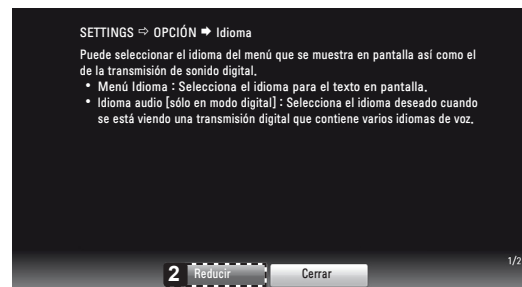 SETTINGS ⇨ OPCIÓN ➡ Idioma
Puede seleccionar el idioma del menú que se muestra en pantalla así como el
de la transmisión de sonido digital.
• Menú Idioma : Selecciona el idioma para el texto en pantalla.
• Idioma audio [sólo en modo digital] : Selecciona el idioma deseado cuando
se está viendo una transmisión digital que contiene varios idiomas de voz.
1/2
2 Reducir Cerrar